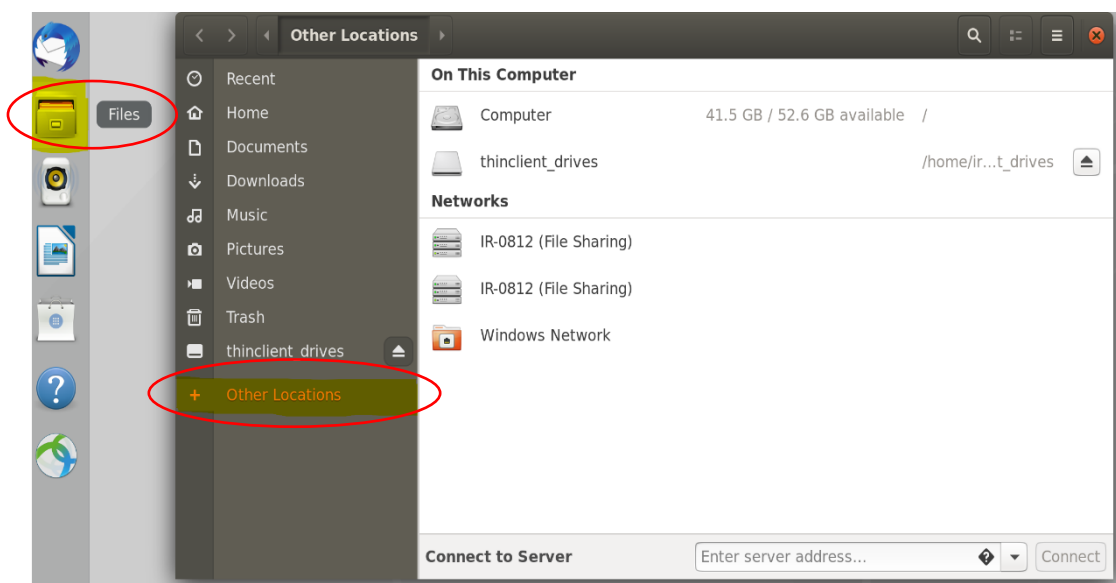 Files
Other Locations
Recent
Home
Documents
Downloads
Music
Pictures
Videos
Trash
thinclient_drives
+ Other Locations
On This Computer
Computer 41.5 GB / 52.6 GB available /
thinclient_drives /home/ir...t_drives
Networks
IR-0812 (File Sharing)
IR-0812 (File Sharing)
Windows Network
Connect to Server Enter server address... ? Connect
?